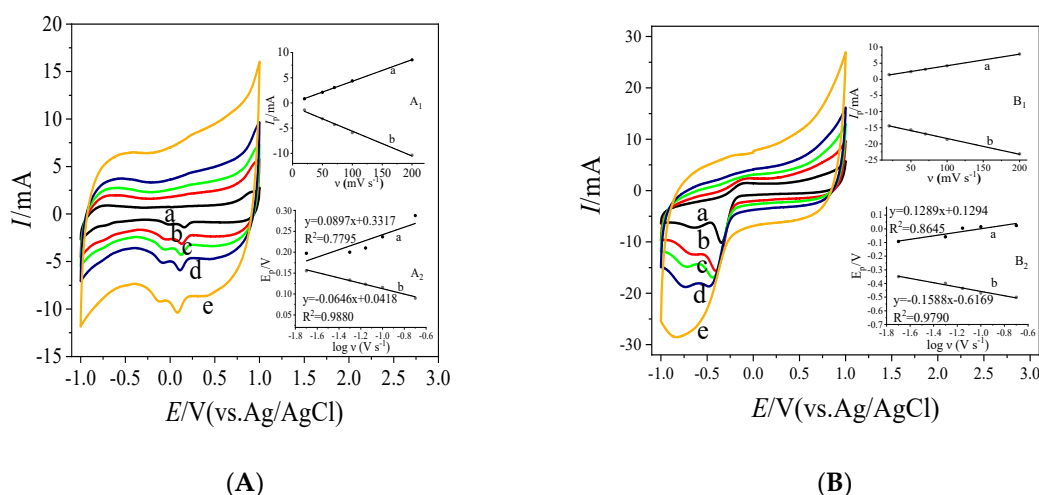 20
15
10
5
0
-5
-10
-15
I/mA
-1.0 -0.5 0.0 0.5 1.0 1.5 2.0 2.5 3.0
E/V(vs.Ag/AgCl)
a
b
c
d
e
10
5
0
-5
-10
Ip/mA
0 50 100 150 200
ν (mV s⁻¹)
a
b
A₁
0.30
0.25
0.20
0.15
0.10
0.05
Ep/V
y=0.0897x+0.3317
R²=0.7795
a
A₂
b
y=-0.0646x+0.0418
R²=0.9880
-1.8 -1.6 -1.4 -1.2 -1.0 -0.8 -0.6
log ν (V s⁻¹)
(A)
30
20
10
0
-10
-20
-30
I/mA
-1.0 -0.5 0.0 0.5 1.0 1.5 2.0 2.5 3.0
E/V(vs.Ag/AgCl)
a
b
c
d
e
10
5
0
-5
-10
-15
-20
-25
Ip/mA
50 100 150 200
ν (mV s⁻¹)
a
B₁
b
0.1
0.0
-0.1
-0.2
-0.3
-0.4
-0.5
-0.6
-0.7
Ep/V
y=0.1289x+0.1294
R²=0.8645
a
B₂
b
y=-0.1588x-0.6169
R²=0.9790
-1.8 -1.6 -1.4 -1.2 -1.0 -0.8 -0.6
log ν (V s⁻¹)
(B)